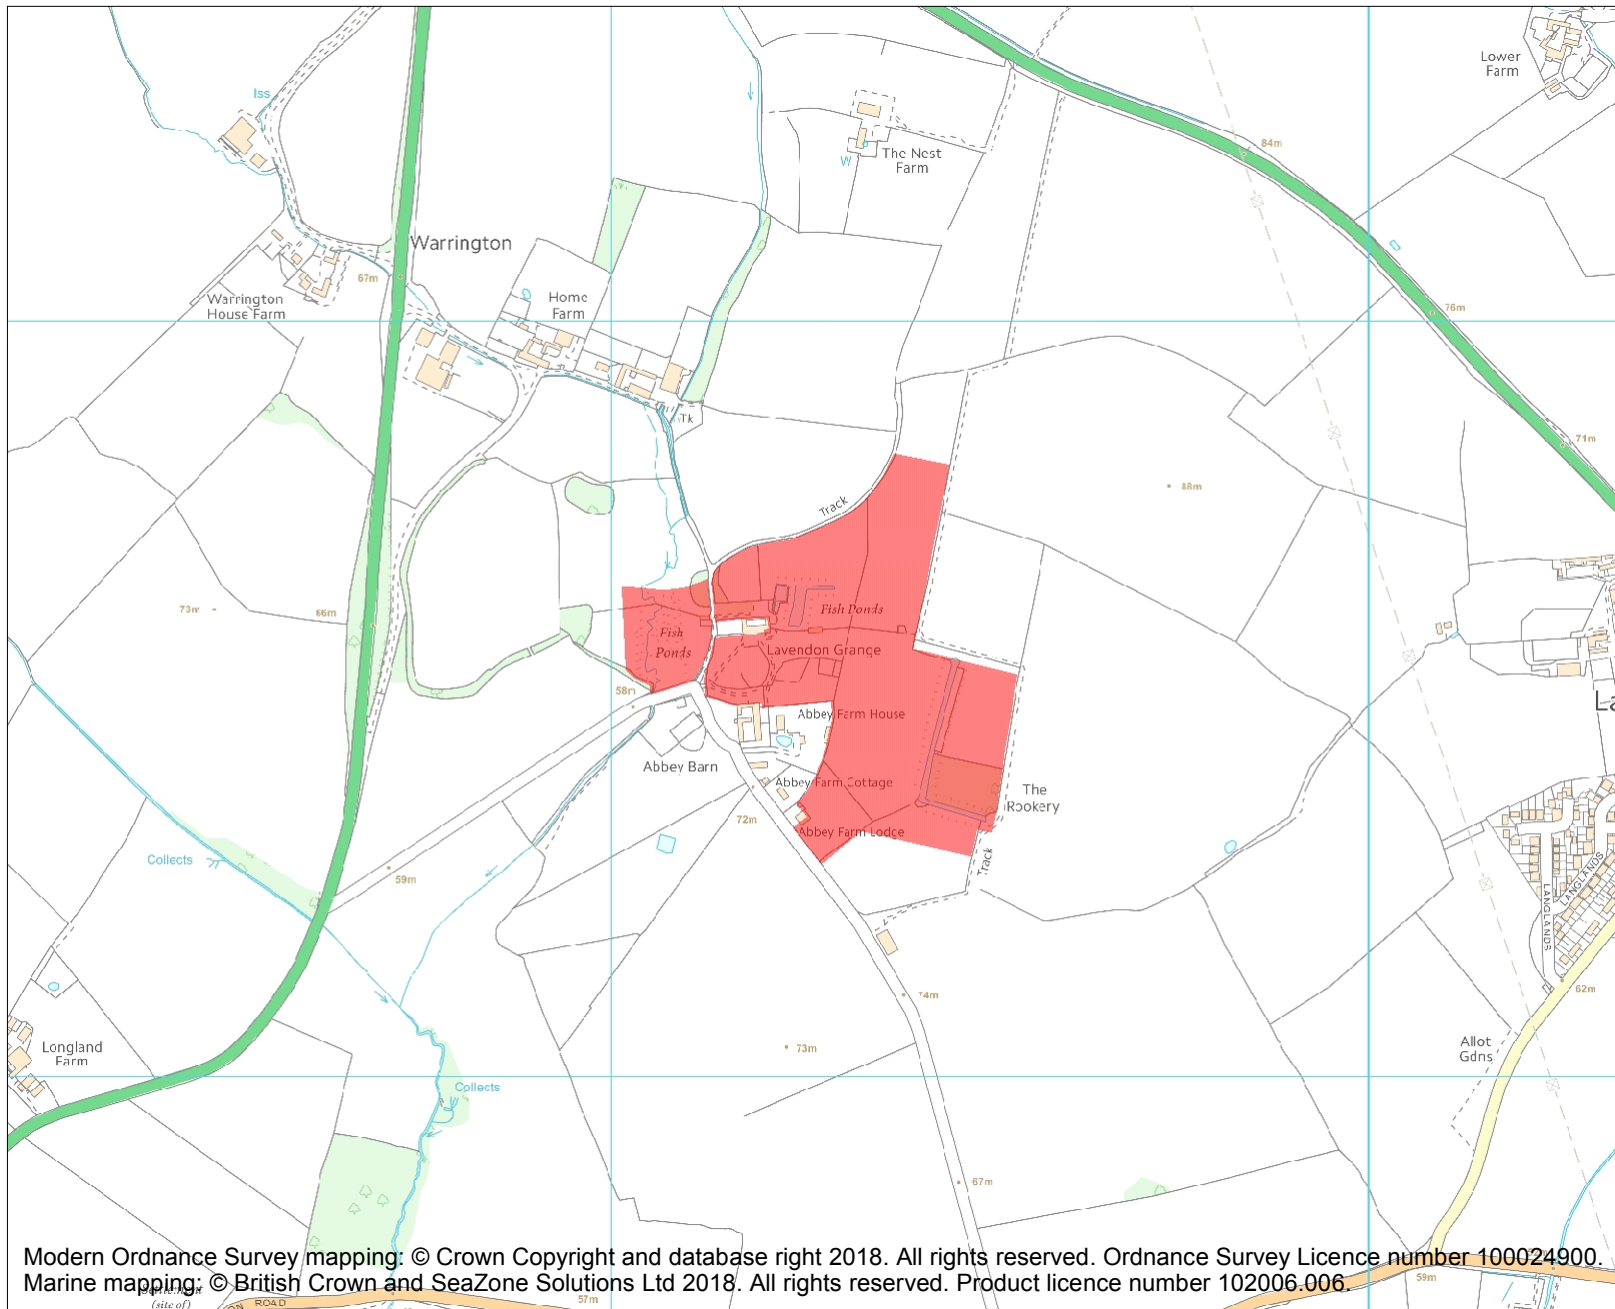 Lower
Farm
Iss
84m
The Nest
Farm
W
Warrington
67m
Warrington
House Farm
Home
Farm
76m
Tk
71m
88m
Track
73m
66m
Fish Ponds
Fish
Ponds
Lavendon Grange
58m
Abbey Farm House
Abbey Barn
Abbey Farm Cottage
The
Rookery
72m
Abbey Farm Lodge
Track
Collects
59m
LANGLANDS
LANGLANDS
62m
74m
Longland
Farm
73m
Allot
Gdns
Collects
67m
Modern Ordnance Survey mapping: © Crown Copyright and database right 2018. All rights reserved. Ordnance Survey Licence number 100024900.
Marine mapping: © British Crown and SeaZone Solutions Ltd 2018. All rights reserved. Product licence number 102006.006.
59m
57m
(site of)
ROAD